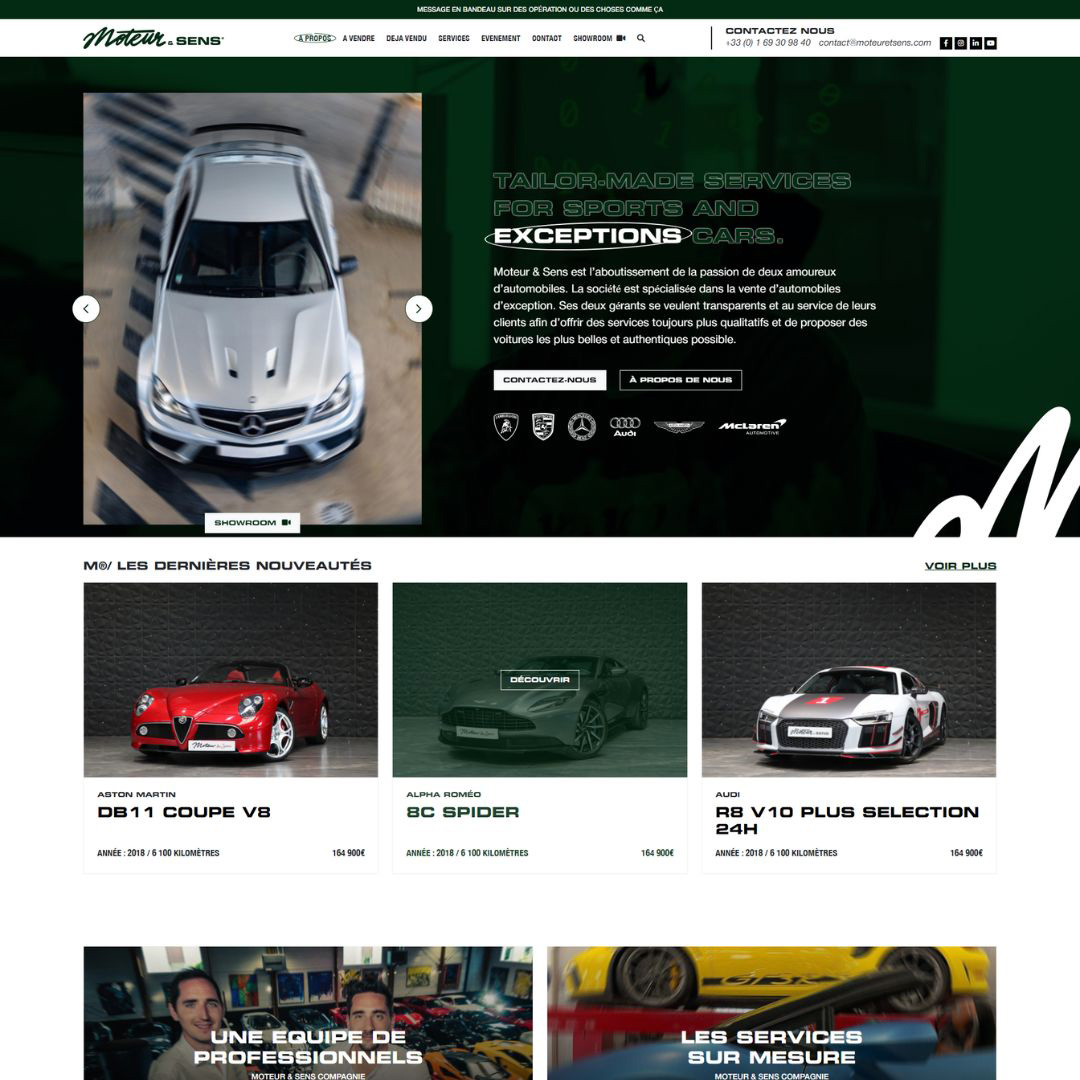 MESSAGE EN BANDEAU SUR DES OPÉRATION OU DES CHOSES COMME ÇA
Moteur & SENS
A PROPOS A VENDRE DEJA VENDU SERVICES EVENEMENT CONTACT SHOWROOM
CONTACTEZ NOUS
+33 (0) 1 69 30 98 40 contact@moteuretsens.com
TAILOR-MADE SERVICES
FOR SPORTS AND
EXCEPTIONS CARS.
Moteur & Sens est l'aboutissement de la passion de deux amoureux
d'automobiles. La société est spécialisée dans la vente d'automobiles
d'exception. Ses deux gérants se veulent transparents et au service de leurs
clients afin d'offrir des services toujours plus qualitatifs et de proposer des
voitures les plus belles et authentiques possible.
CONTACTEZ-NOUS À PROPOS DE NOUS
Audi McLaren
AUTOMOTIVE
SHOWROOM
M®/ LES DERNIÈRES NOUVEAUTÉS VOIR PLUS
DÉCOUVRIR
1
ASTON MARTIN
DB11 COUPE V8
ANNÉE : 2018 / 6 100 KILOMÈTRES 164 900€
ALPHA ROMÉO
8C SPIDER
ANNÉE : 2018 / 6 100 KILOMÈTRES 164 900€
AUDI
R8 V10 PLUS SELECTION
24H
ANNÉE : 2018 / 6 100 KILOMÈTRES 164 900€
UNE EQUIPE DE
PROFESSIONNELS
MOTEUR & SENS COMPAGNIE
GT3RS
LES SERVICES
SUR MESURE
MOTEUR & SENS COMPAGNIE